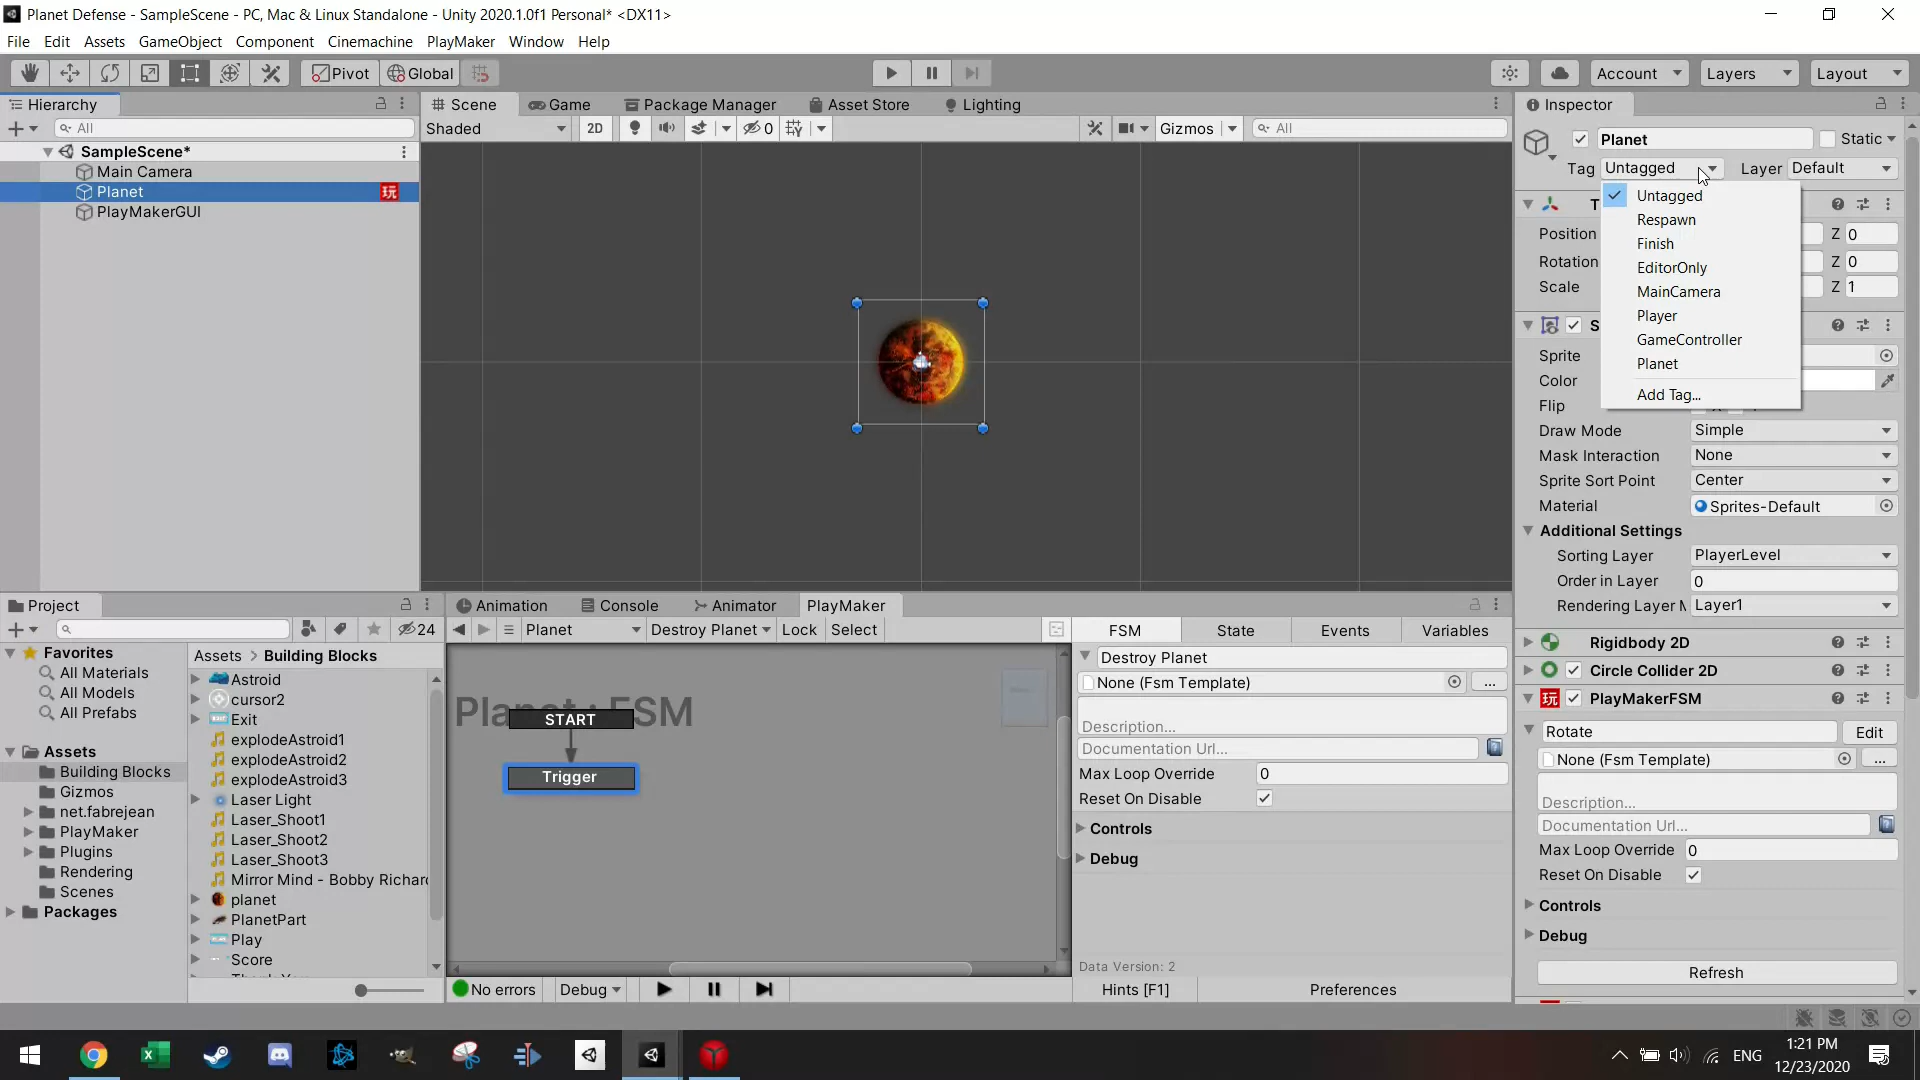 Planet Defense - SampleScene - PC, Mac & Linux Standalone - Unity 2020.1.0f1 Personal* <DX11>
File Edit Assets GameObject Component Cinemachine PlayMaker Window Help
Pivot Global Account Layers Layout
Hierarchy Scene Game Package Manager Asset Store Lighting Inspector
All Shaded 2D 0 Gizmos All
Planet Static
SampleScene*
Main Camera
Planet 玩
PlayMakerGUI
Tag Untagged Layer Default
Untagged
Respawn
Finish
EditorOnly
MainCamera
Player
GameController
Planet
Add Tag...
T
Position Z 0
Rotation Z 0
Scale Z 1
S
Sprite
Color
Flip
Draw Mode Simple
Mask Interaction None
Sprite Sort Point Center
Material Sprites-Default
Additional Settings
Sorting Layer PlayerLevel
Order in Layer 0
Rendering Layer M Layer1
Rigidbody 2D
Circle Collider 2D
玩 PlayMakerFSM
Rotate Edit
None (Fsm Template) ...
Description...
Documentation Url...
Max Loop Override 0
Reset On Disable
Controls
Debug
Refresh
Project
24
Favorites
All Materials
All Models
All Prefabs
Assets
Building Blocks
Gizmos
net.fabrejean
PlayMaker
Plugins
Rendering
Scenes
Packages
Assets > Building Blocks
Astroid
cursor2
Exit
explodeAstroid1
explodeAstroid2
explodeAstroid3
Laser Light
Laser_Shoot1
Laser_Shoot2
Laser_Shoot3
Mirror Mind - Bobby Richar
planet
PlanetPart
Play
Score
Animation Console Animator PlayMaker
Planet Destroy Planet Lock Select
FSM State Events Variables
Planet : FSM
START
Trigger
Destroy Planet
None (Fsm Template) ...
Description...
Documentation Url...
Max Loop Override 0
Reset On Disable
Controls
Debug
Data Version: 2
No errors Debug Hints [F1] Preferences
ENG
1:21 PM
12/23/2020